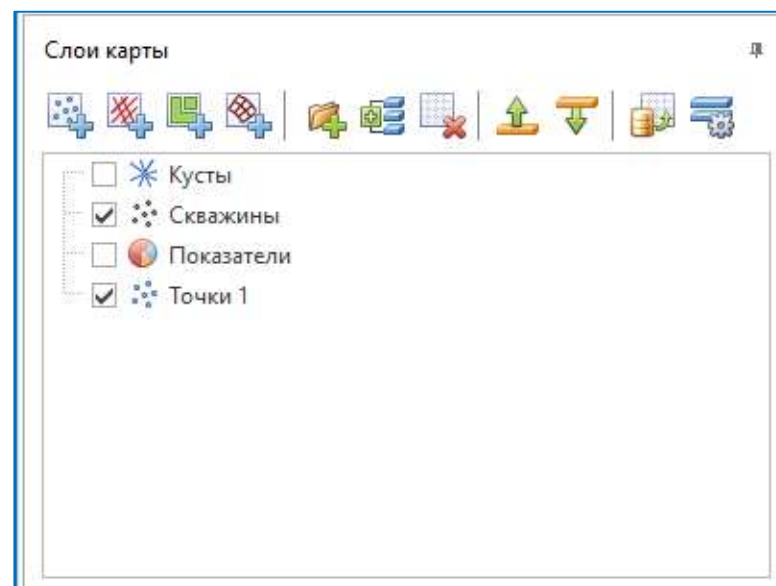 Слои карты
Кусты
Скважины
Показатели
Точки 1